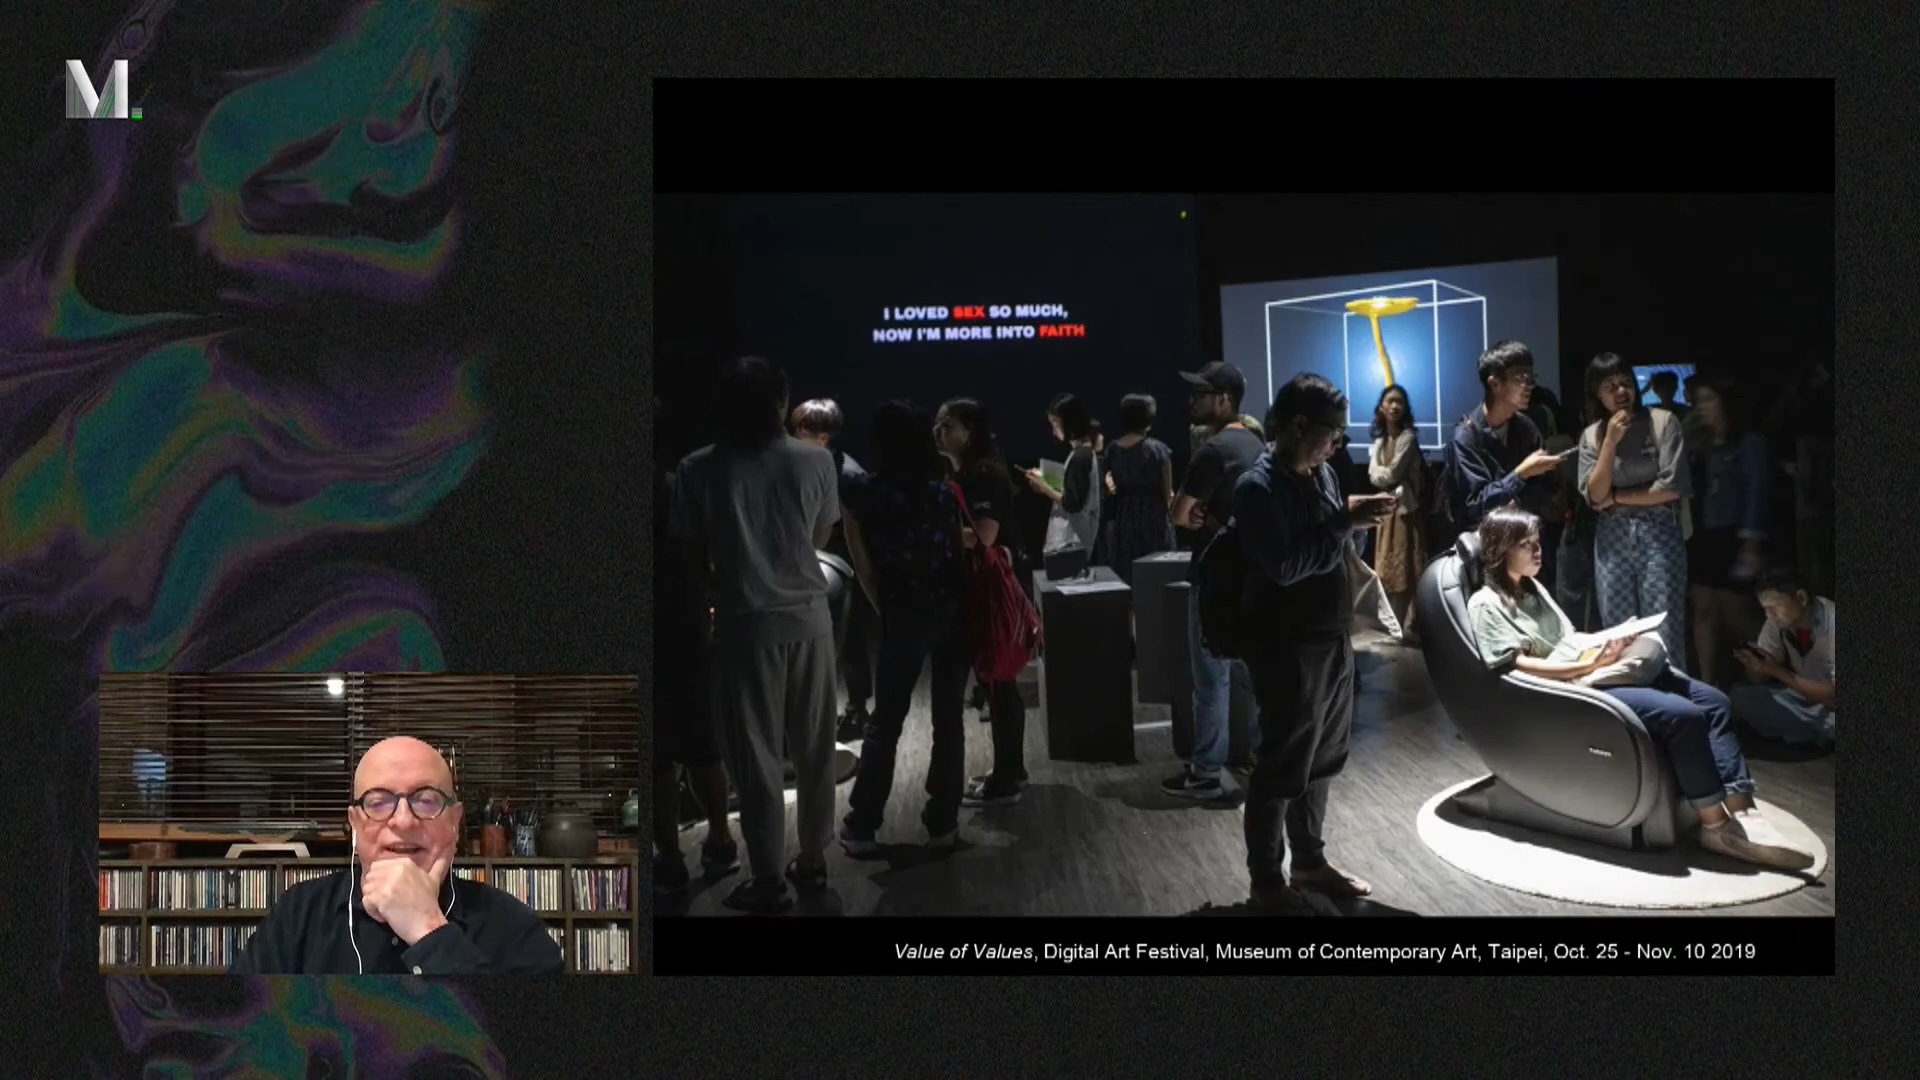 M.
I LOVED SEX SO MUCH,
NOW I'M MORE INTO FAITH
Value of Values, Digital Art Festival, Museum of Contemporary Art, Taipei, Oct. 25 - Nov. 10 2019